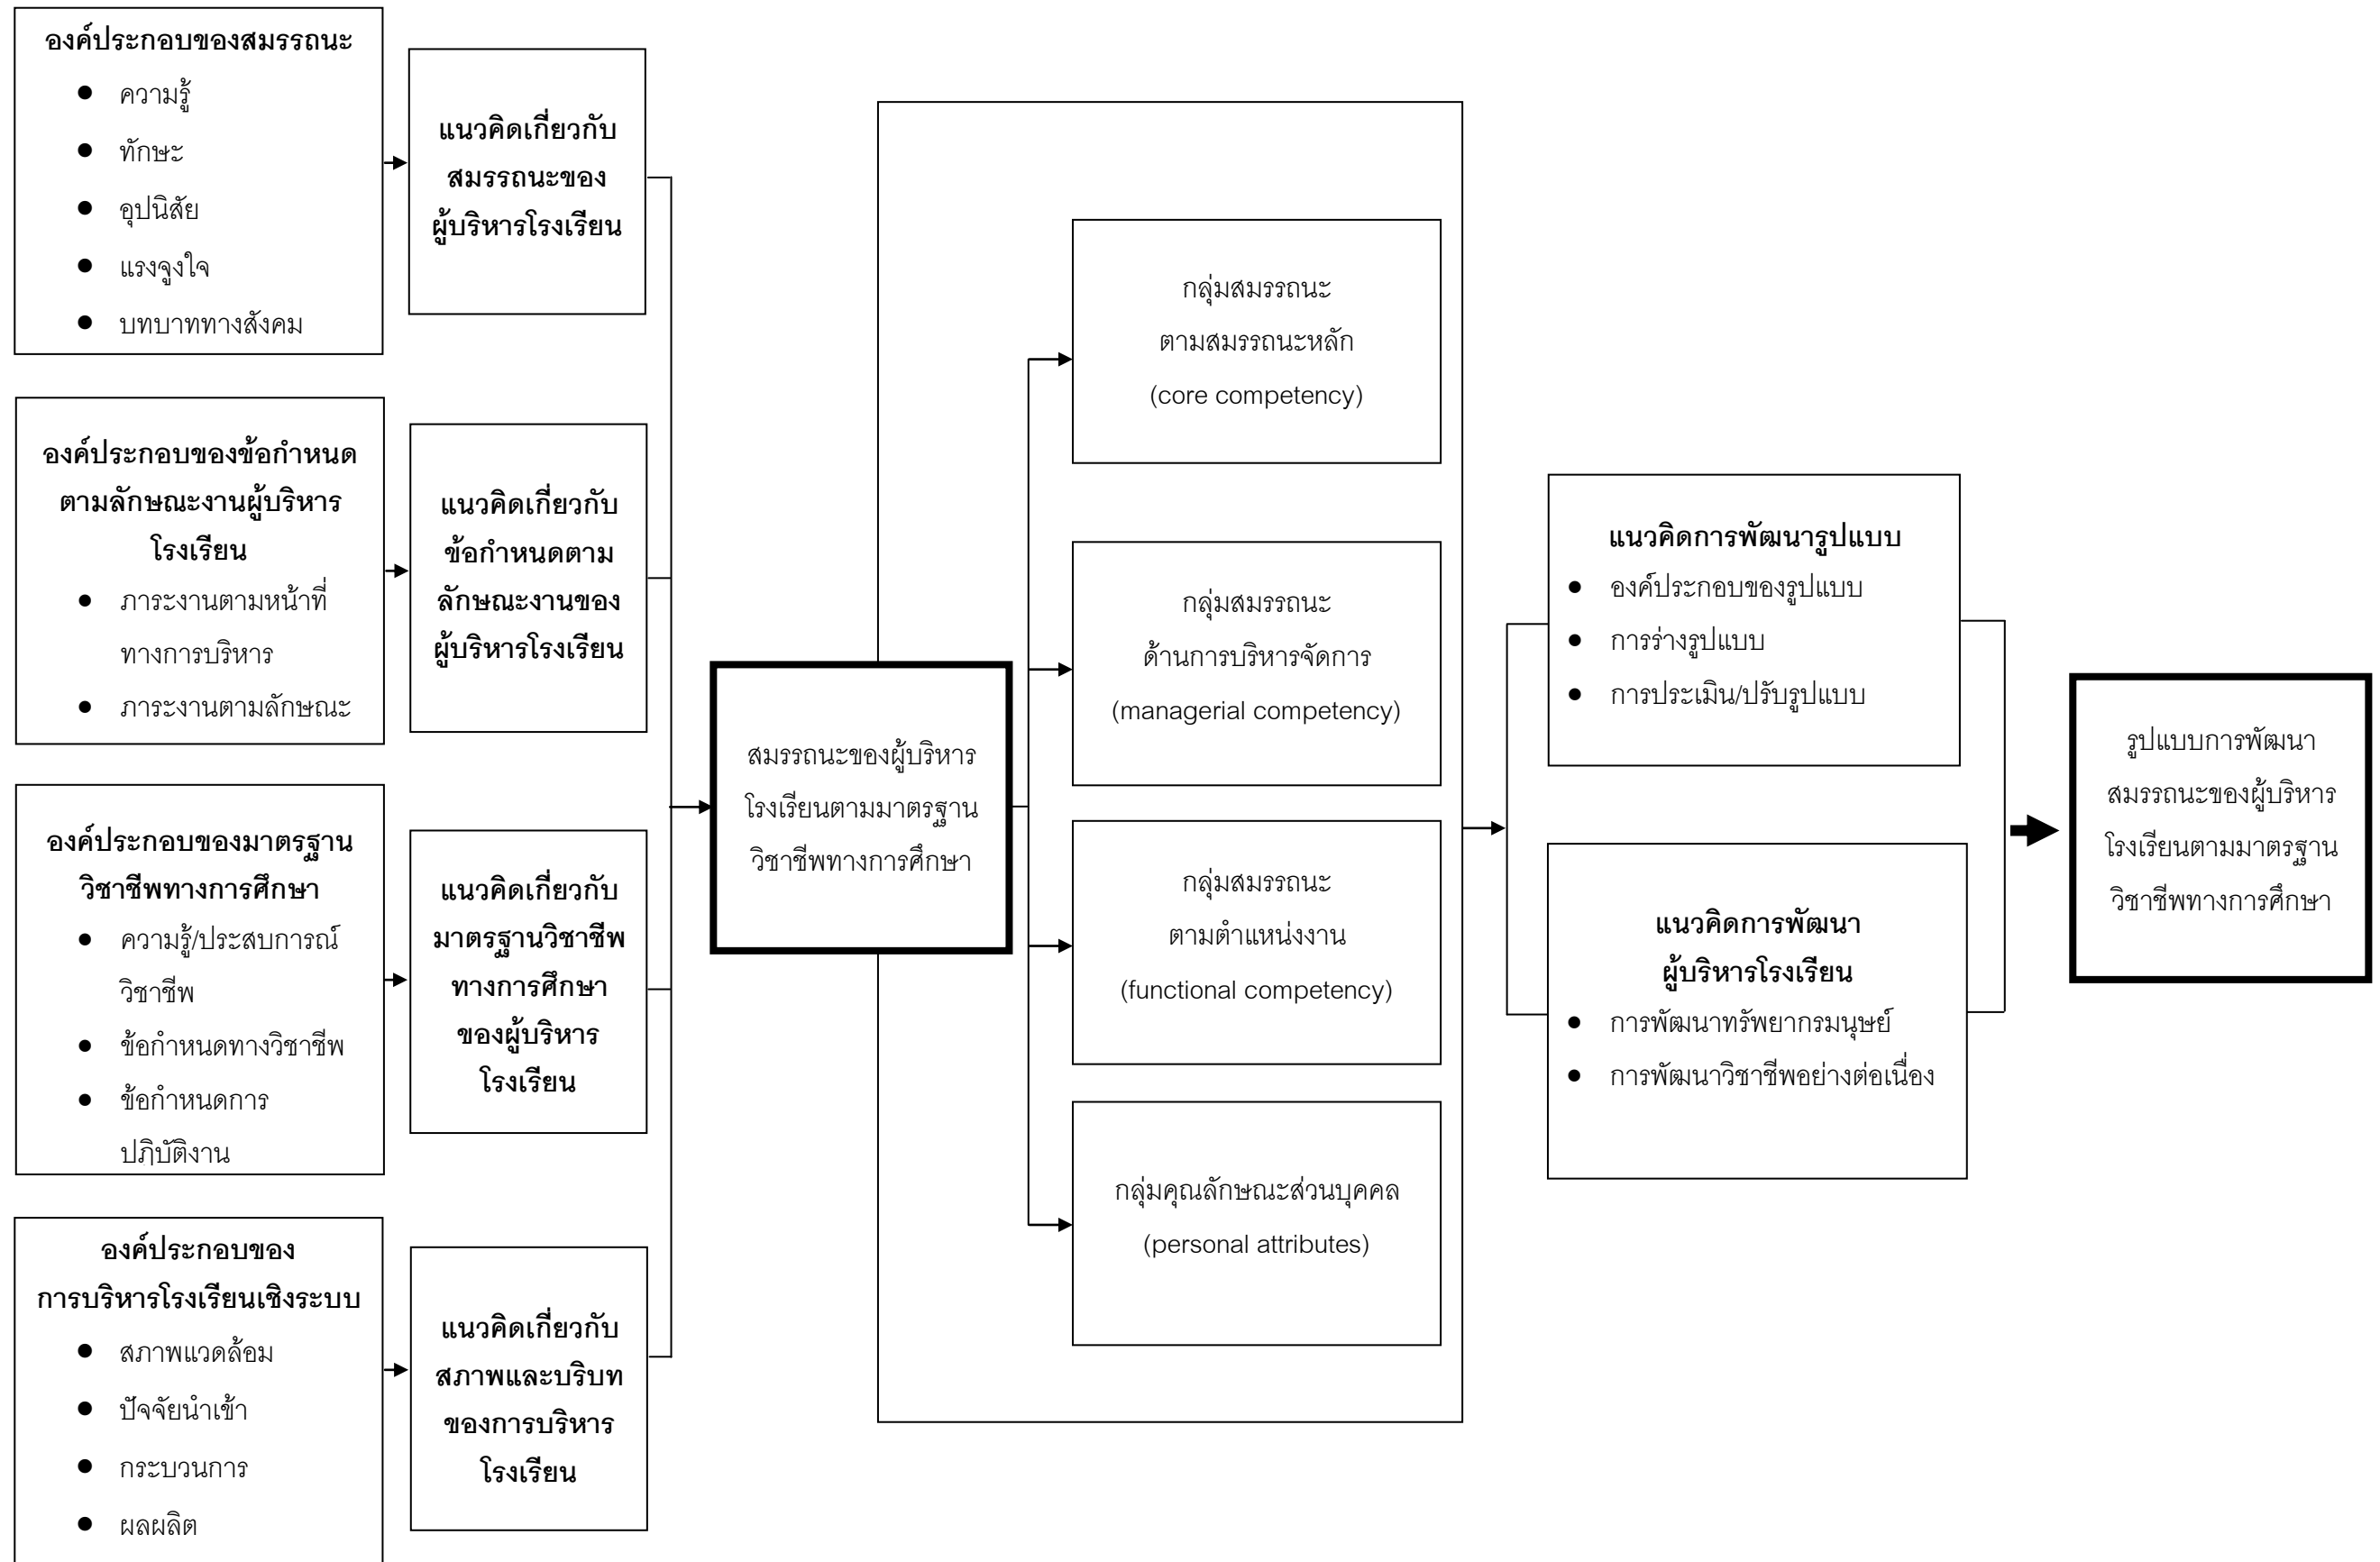 องค์ประกอบของสมรรถนะ
● ความรู้
● ทักษะ
● อุปนิสัย
● แรงจูงใจ
● บทบาททางสังคม
แนวคิดเกี่ยวกับ
สมรรถนะของ
ผู้บริหารโรงเรียน
องค์ประกอบของข้อกำหนด
ตามลักษณะงานผู้บริหาร
โรงเรียน
● ภาระงานตามหน้าที่
ทางการบริหาร
● ภาระงานตามลักษณะ
แนวคิดเกี่ยวกับ
ข้อกำหนดตาม
ลักษณะงานของ
ผู้บริหารโรงเรียน
องค์ประกอบของมาตรฐาน
วิชาชีพทางการศึกษา
● ความรู้/ประสบการณ์
วิชาชีพ
● ข้อกำหนดทางวิชาชีพ
● ข้อกำหนดการ
ปฏิบัติงาน
แนวคิดเกี่ยวกับ
มาตรฐานวิชาชีพ
ทางการศึกษา
ของผู้บริหาร
โรงเรียน
องค์ประกอบของ
การบริหารโรงเรียนเชิงระบบ
● สภาพแวดล้อม
● ปัจจัยนำเข้า
● กระบวนการ
● ผลผลิต
แนวคิดเกี่ยวกับ
สภาพและบริบท
ของการบริหาร
โรงเรียน
สมรรถนะของผู้บริหาร
โรงเรียนตามมาตรฐาน
วิชาชีพทางการศึกษา
กลุ่มสมรรถนะ
ตามสมรรถนะหลัก
(core competency)
กลุ่มสมรรถนะ
ด้านการบริหารจัดการ
(managerial competency)
กลุ่มสมรรถนะ
ตามตำแหน่งงาน
(functional competency)
กลุ่มคุณลักษณะส่วนบุคคล
(personal attributes)
แนวคิดการพัฒนารูปแบบ
● องค์ประกอบของรูปแบบ
● การร่างรูปแบบ
● การประเมิน/ปรับรูปแบบ
แนวคิดการพัฒนา
ผู้บริหารโรงเรียน
● การพัฒนาทรัพยากรมนุษย์
● การพัฒนาวิชาชีพอย่างต่อเนื่อง
รูปแบบการพัฒนา
สมรรถนะของผู้บริหาร
โรงเรียนตามมาตรฐาน
วิชาชีพทางการศึกษา